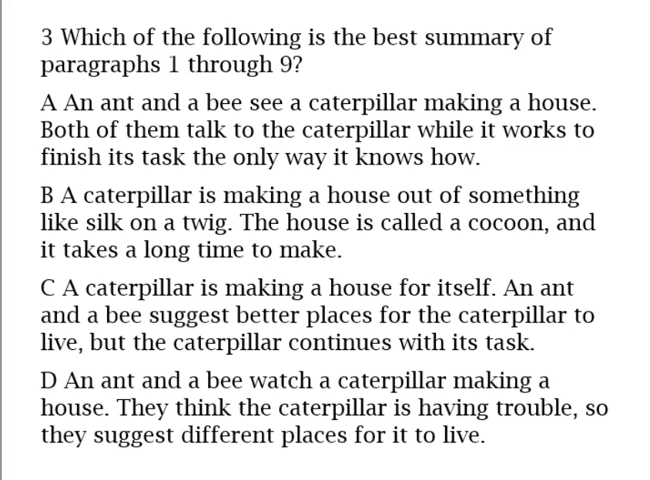 3 Which of the following is the best summary of
paragraphs 1 through 9?
A An ant and a bee see a caterpillar making a house.
Both of them talk to the caterpillar while it works to
finish its task the only way it knows how.
B A caterpillar is making a house out of something
like silk on a twig. The house is called a cocoon, and
it takes a long time to make.
C A caterpillar is making a house for itself. An ant
and a bee suggest better places for the caterpillar to
live, but the caterpillar continues with its task.
D An ant and a bee watch a caterpillar making a
house. They think the caterpillar is having trouble, so
they suggest different places for it to live.